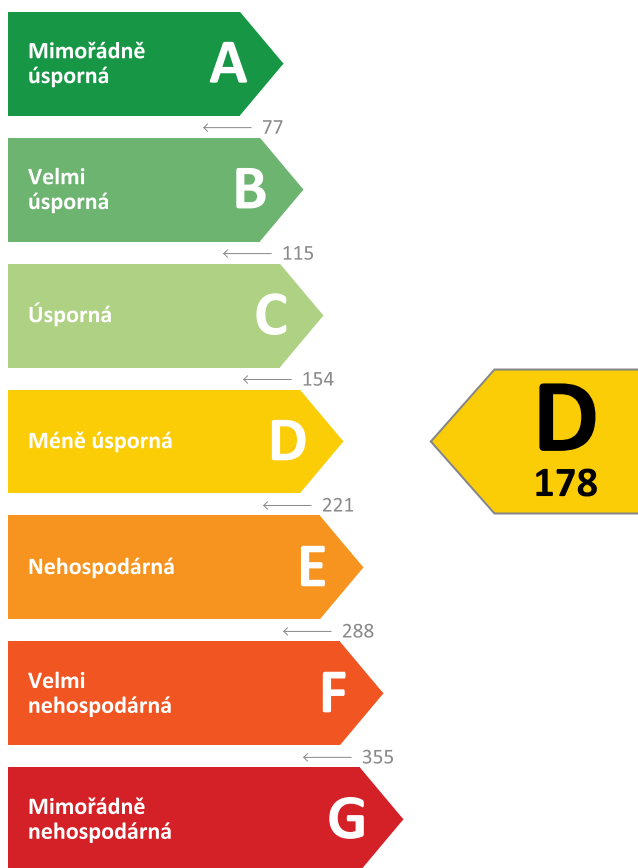 Mimořádně
úsporná
A
77
Velmi
úsporná
B
115
Úsporná
C
154
Méně úsporná
D
221
D
178
Nehospodárná
E
288
Velmi
nehospodárná
F
355
Mimořádně
nehospodárná
G